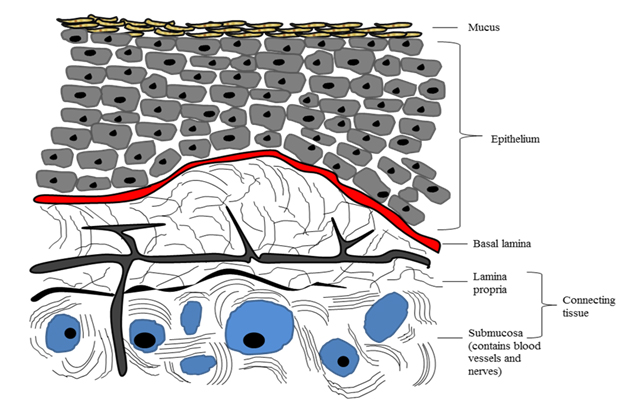 Mucus
Epithelium
Basal lamina
Lamina
propria
Connecting
tissue
Submucosa
(contains blood
vessels and
nerves)